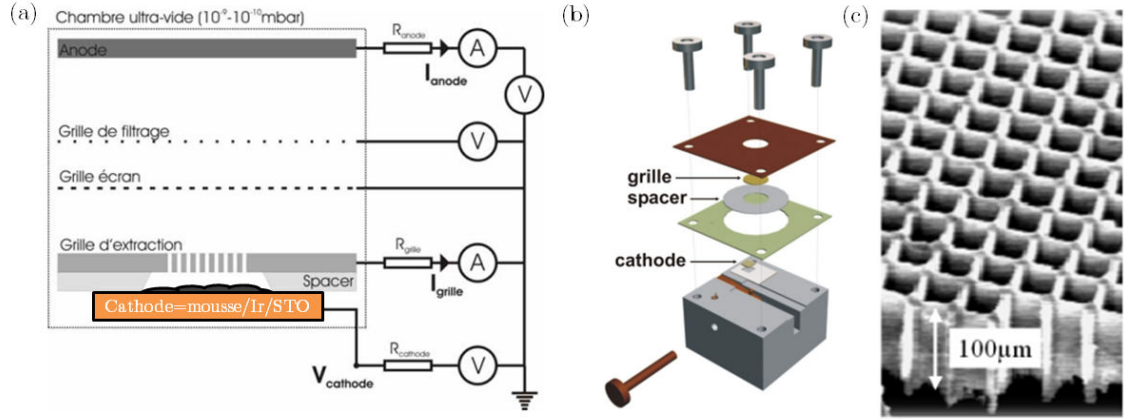 (a)
Chambre ultra-vide (10⁻⁹-10⁻¹⁰mbar)
Anode
R_anode
A
I_anode
V
Grille de filtrage
V
Grille écran
Grille d'extraction
R_grille
A
Spacer
I_grille
Cathode=mousse/Ir/STO
V_cathode
R_cathode
V
(b)
grille
spacer
cathode
(c)
100µm